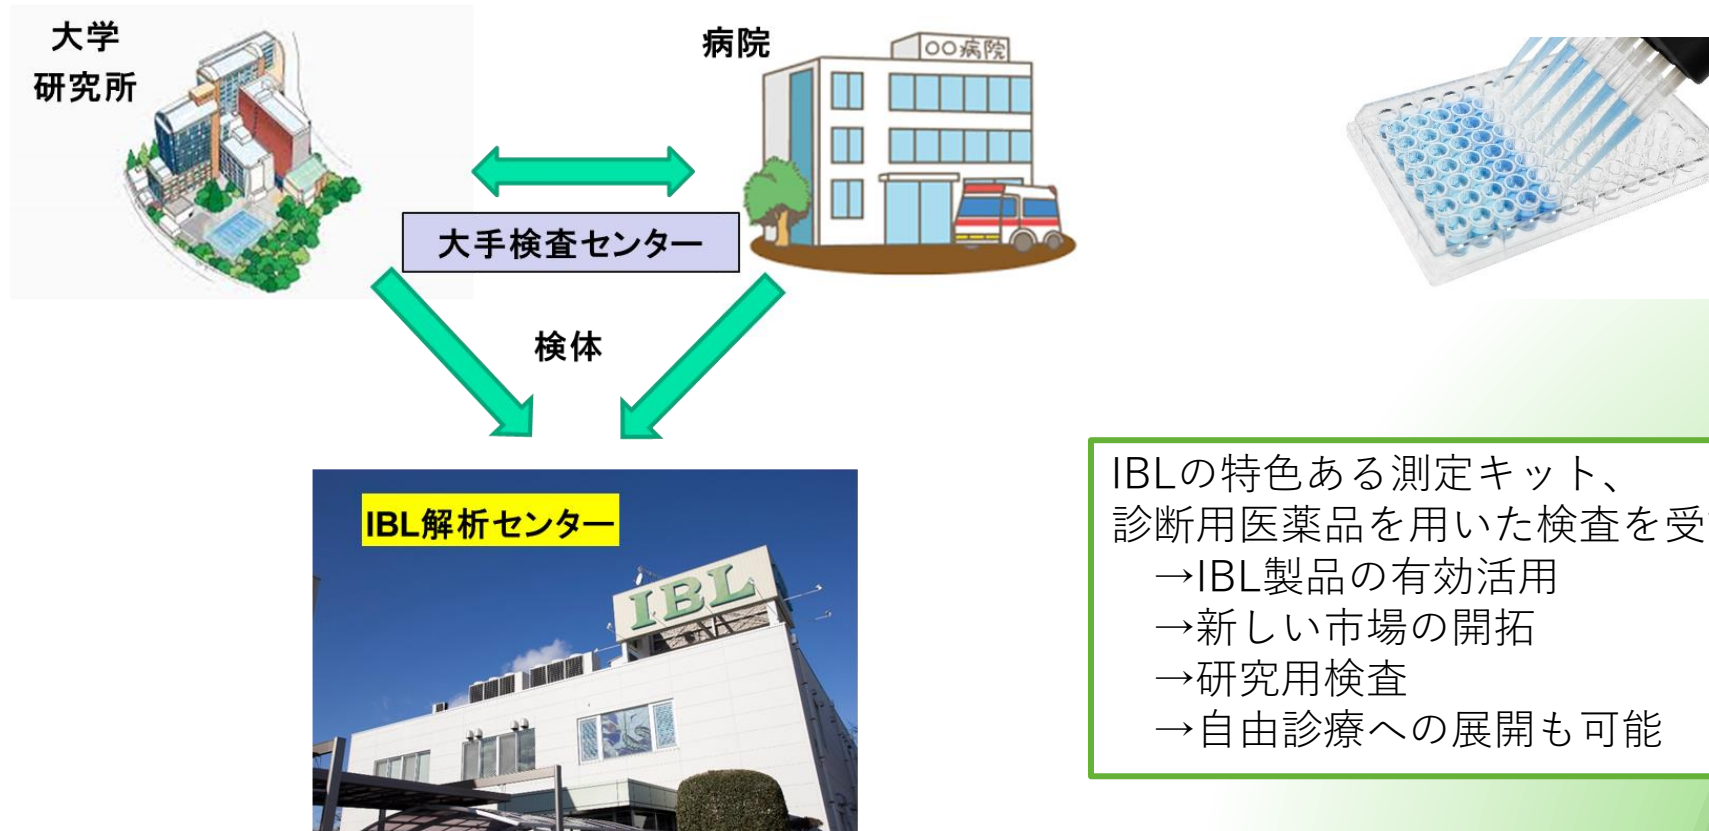 大学
研究所
病院
〇〇病院
大手検査センター
検体
IBL解析センター
IBL
IBLの特色ある測定キット、
診断用医薬品を用いた検査を受
→IBL製品の有効活用
→新しい市場の開拓
→研究用検査
→自由診療への展開も可能